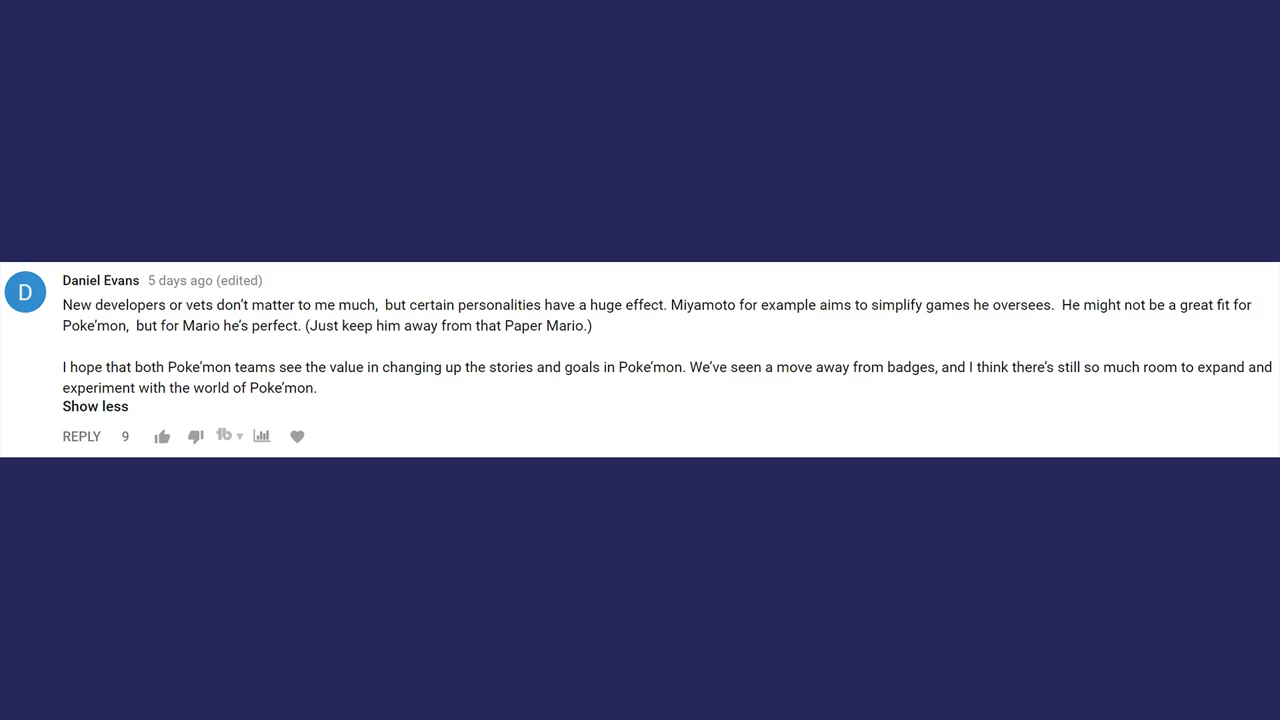 D
Daniel Evans 5 days ago (edited)
New developers or vets don’t matter to me much,  but certain personalities have a huge effect. Miyamoto for example aims to simplify games he oversees.  He might not be a great fit for
Poke’mon,  but for Mario he’s perfect. (Just keep him away from that Paper Mario.)
I hope that both Poke’mon teams see the value in changing up the stories and goals in Poke’mon. We’ve seen a move away from badges, and I think there’s still so much room to expand and
experiment with the world of Poke’mon.
Show less
REPLY 9 tb